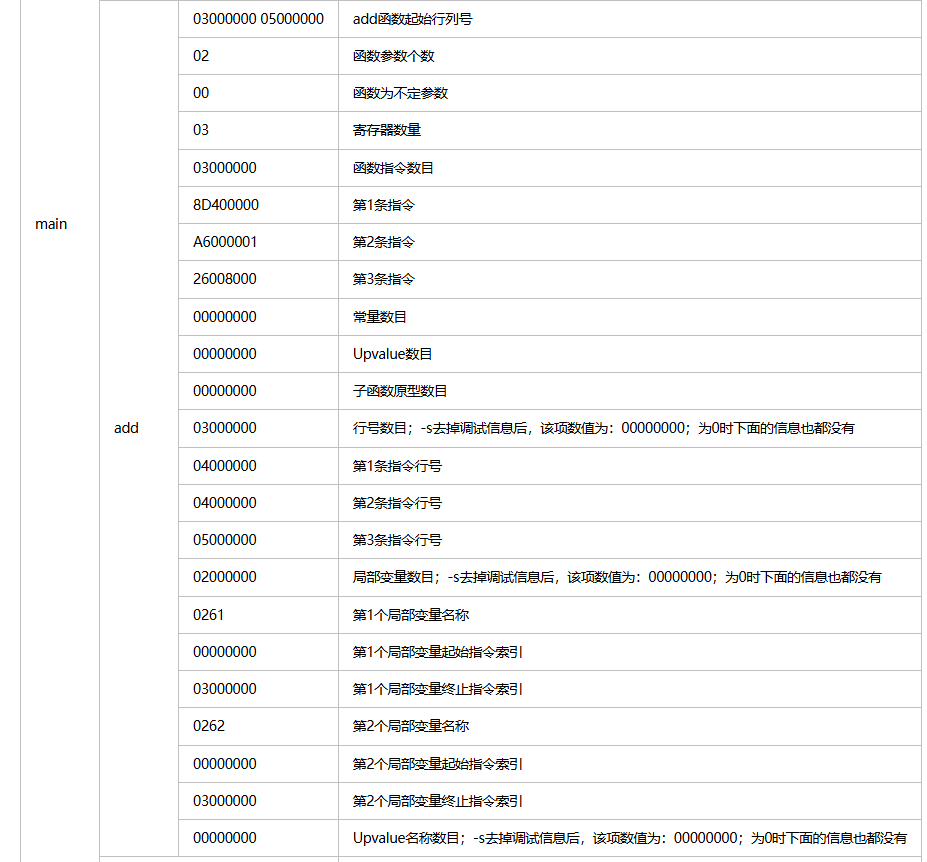 03000000 05000000 add函数起始行列号
02 函数参数个数
00 函数为不定参数
03 寄存器数量
03000000 函数指令数目
8D400000 第1条指令
main
A6000001 第2条指令
26008000 第3条指令
00000000 常量数目
00000000 Upvalue数目
00000000 子函数原型数目
add
03000000 行号数目；-s去掉调试信息后，该项数值为：00000000；为0时下面的信息也都没有
04000000 第1条指令行号
04000000 第2条指令行号
05000000 第3条指令行号
02000000 局部变量数目；-s去掉调试信息后，该项数值为：00000000；为0时下面的信息也都没有
0261 第1个局部变量名称
00000000 第1个局部变量起始指令索引
03000000 第1个局部变量终止指令索引
0262 第2个局部变量名称
00000000 第2个局部变量起始指令索引
03000000 第2个局部变量终止指令索引
00000000 Upvalue名称数目；-s去掉调试信息后，该项数值为：00000000；为0时下面的信息也都没有